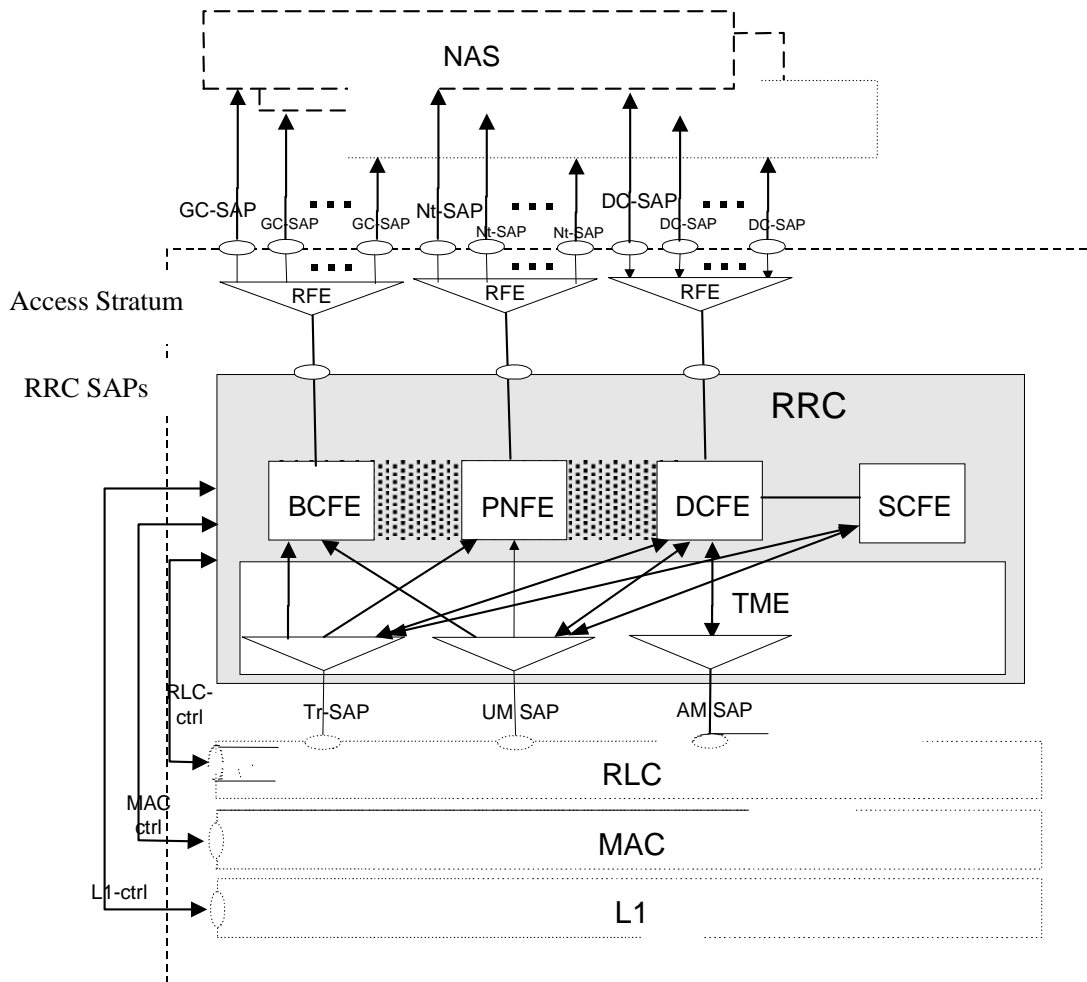 NAS
GC-SAP
GC-SAP
GC-SAP
Nt-SAP
Nt-SAP
Nt-SAP
DC-SAP
DC-SAP
DC-SAP
RFE
RFE
RFE
Access Stratum
RRC SAPs
RRC
BCFE
PNFE
DCFE
SCFE
TME
RLC-
ctrl
Tr-SAP
UM SAP
AM SAP
RLC
MAC
ctrl
MAC
L1-ctrl
L1